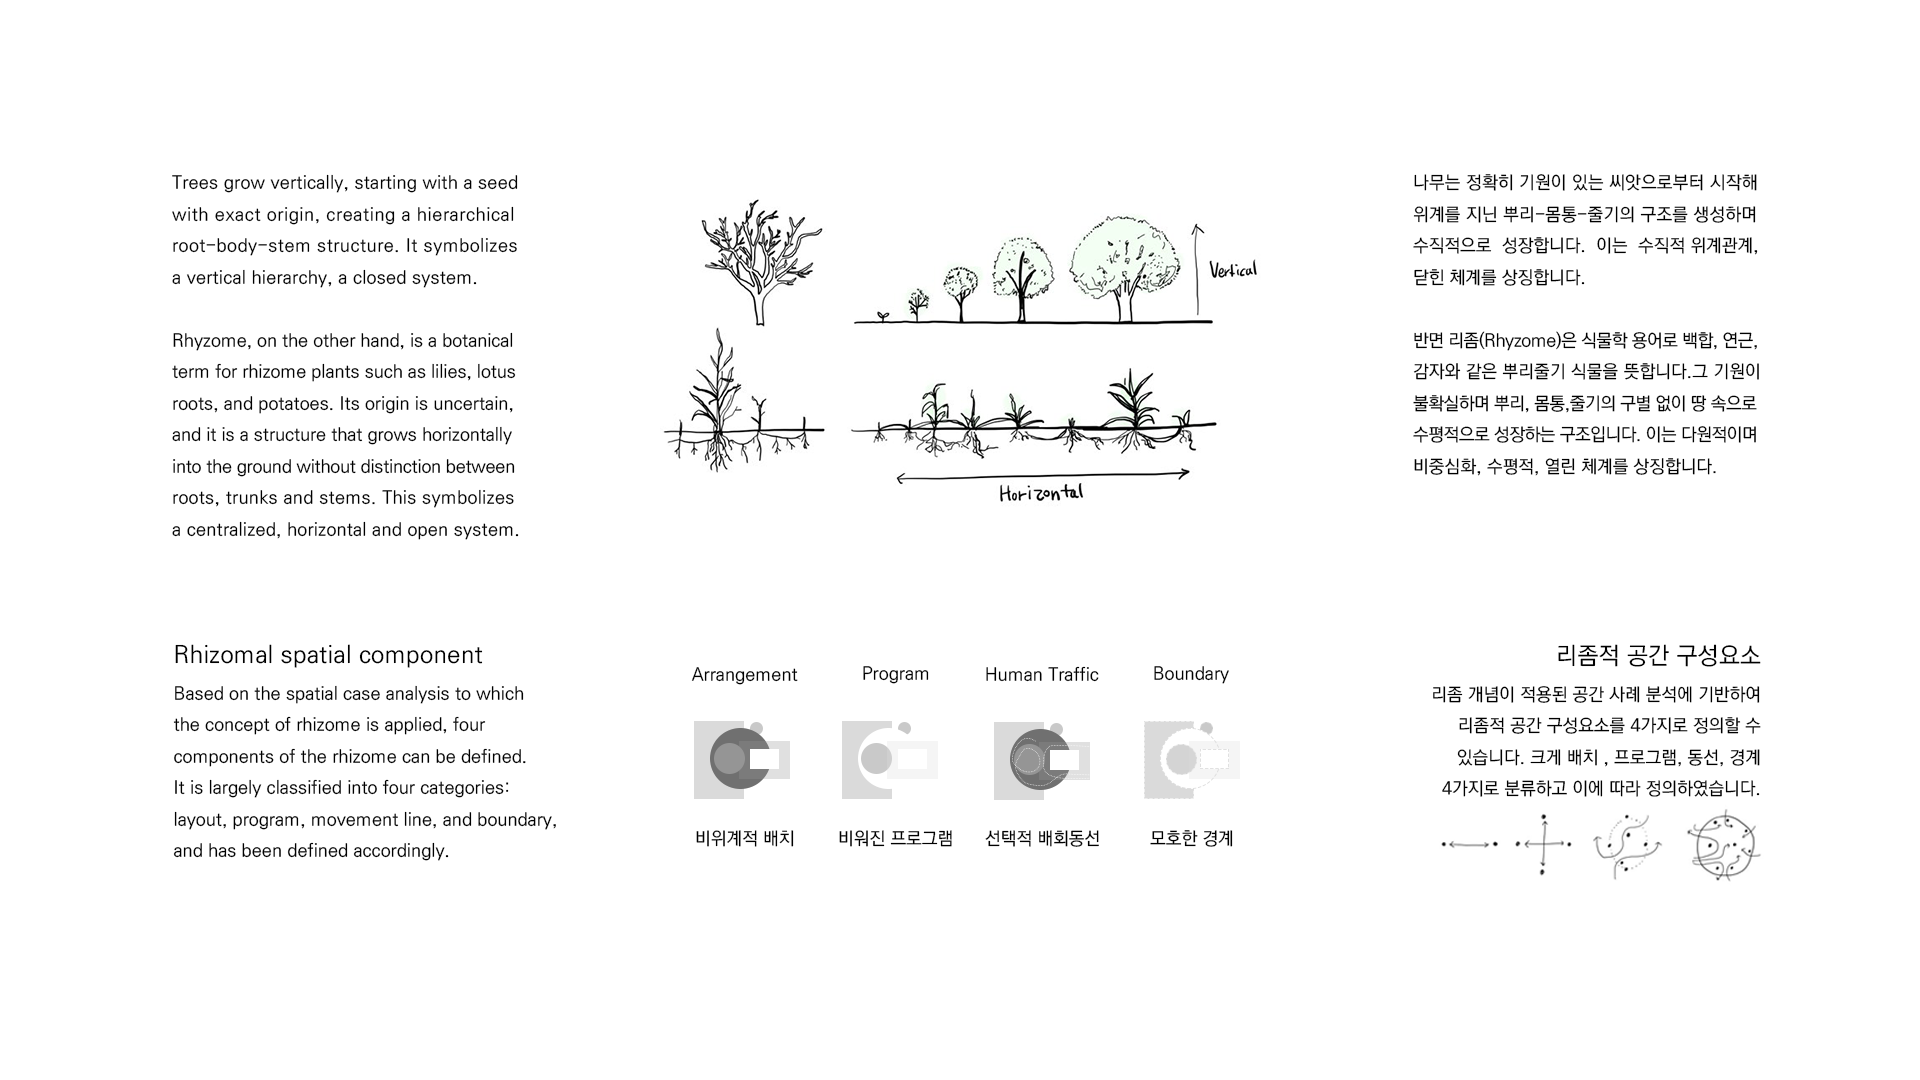 Trees grow vertically, starting with a seed
with exact origin, creating a hierarchical
root-body-stem structure. It symbolizes
a vertical hierarchy, a closed system.
Rhyzome, on the other hand, is a botanical
term for rhizome plants such as lilies, lotus
roots, and potatoes. Its origin is uncertain,
and it is a structure that grows horizontally
into the ground without distinction between
roots, trunks and stems. This symbolizes
a centralized, horizontal and open system.
Vertical
Horizontal
나무는 정확히 기원이 있는 씨앗으로부터 시작해
위계를 지닌 뿌리-몸통-줄기의 구조를 생성하며
수직적으로 성장합니다. 이는 수직적 위계관계,
닫힌 체계를 상징합니다.
반면 리좀(Rhyzome)은 식물학 용어로 백합, 연근,
감자와 같은 뿌리줄기 식물을 뜻합니다.그 기원이
불확실하며 뿌리, 몸통,줄기의 구별 없이 땅 속으로
수평적으로 성장하는 구조입니다. 이는 다원적이며
비중심화, 수평적, 열린 체계를 상징합니다.
Rhizomal spatial component
Based on the spatial case analysis to which
the concept of rhizome is applied, four
components of the rhizome can be defined.
It is largely classified into four categories:
layout, program, movement line, and boundary,
and has been defined accordingly.
Arrangement Program Human Traffic Boundary
비위계적 배치 비워진 프로그램 선택적 배회동선 모호한 경계
리좀적 공간 구성요소
리좀 개념이 적용된 공간 사례 분석에 기반하여
리좀적 공간 구성요소를 4가지로 정의할 수
있습니다. 크게 배치 , 프로그램, 동선, 경계
4가지로 분류하고 이에 따라 정의하였습니다.